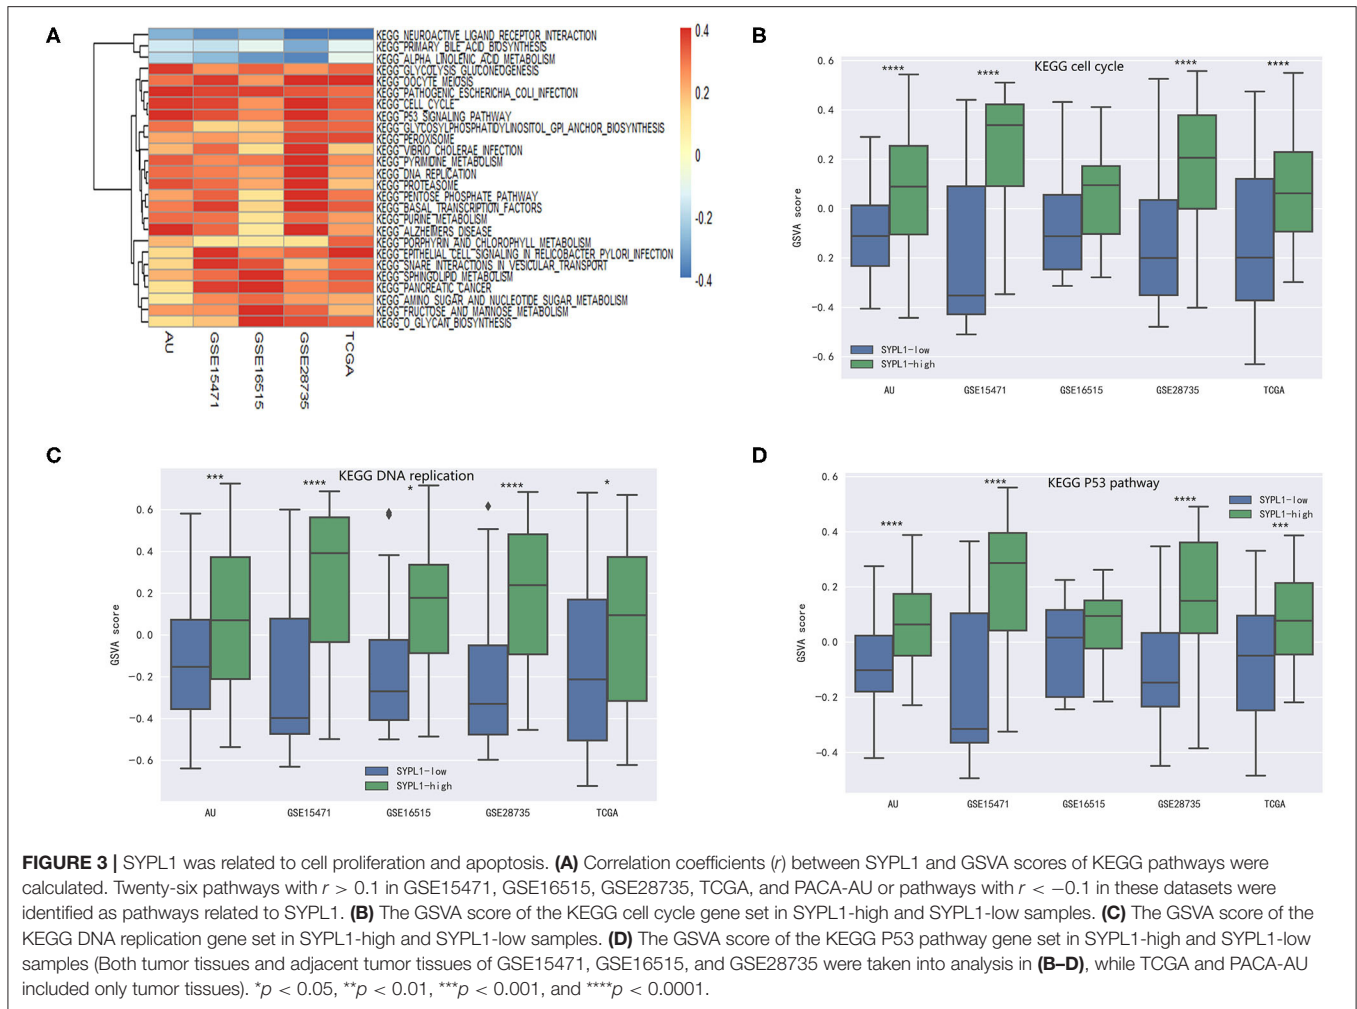 A
KEGG_NEUROACTIVE_LIGAND_RECEPTOR_INTERACTION
KEGG_PRIMARY_BILE_ACID_BIOSYNTHESIS
KEGG_ALPHA_LINOLENIC_ACID_METABOLISM
KEGG_GLYCOLYSIS_GLUCONEOGENESIS
KEGG_OOCYTE_MEIOSIS
KEGG_PATHOGENIC_ESCHERICHIA_COLI_INFECTION
KEGG_CELL_CYCLE
KEGG_P53_SIGNALING_PATHWAY
KEGG_GLYCOSYLPHOSPHATIDYLINOSITOL_GPI_ANCHOR_BIOSYNTHESIS
KEGG_PEROXISOME
KEGG_VIBRIO_CHOLERAE_INFECTION
KEGG_PYRIMIDINE_METABOLISM
KEGG_DNA_REPLICATION
KEGG_PROTEASOME
KEGG_PENTOSE_PHOSPHATE_PATHWAY
KEGG_BASAL_TRANSCRIPTION_FACTORS
KEGG_PURINE_METABOLISM
KEGG_ALZHEIMERS_DISEASE
KEGG_PORPHYRIN_AND_CHLOROPHYLL_METABOLISM
KEGG_EPITHELIAL_CELL_SIGNALING_IN_HELICOBACTER_PYLORI_INFECTION
KEGG_SNARE_INTERACTIONS_IN_VESICULAR_TRANSPORT
KEGG_SPHINGOLIPID_METABOLISM
KEGG_PANCREATIC_CANCER
KEGG_AMINO_SUGAR_AND_NUCLEOTIDE_SUGAR_METABOLISM
KEGG_FRUCTOSE_AND_MANNOSE_METABOLISM
KEGG_O_GLYCAN_BIOSYNTHESIS
0.4
0.2
0
-0.2
-0.4
AU GSE15471 GSE16515 GSE28735 TCGA
B
KEGG cell cycle
**** **** **** ****
GSVA score
0.6
0.4
0.2
0.0
0.2
-0.4
-0.6
SYPL1-low
SYPL1-high
AU GSE15471 GSE16515 GSE28735 TCGA
C
KEGG DNA replication
*** **** * **** *
GSVA score
0.6
0.4
0.2
0.0
-0.2
-0.4
-0.6
SYPL1-low
SYPL1-high
AU GSE15471 GSE16515 GSE28735 TCGA
D
KEGG P53 pathway
**** **** **** ***
GSVA score
0.6
0.4
0.2
0.0
-0.2
-0.4
SYPL1-low
SYPL1-high
AU GSE15471 GSE16515 GSE28735 TCGA
FIGURE 3 | SYPL1 was related to cell proliferation and apoptosis. (A) Correlation coefficients (r) between SYPL1 and GSVA scores of KEGG pathways were
calculated. Twenty-six pathways with r > 0.1 in GSE15471, GSE16515, GSE28735, TCGA, and PACA-AU or pathways with r < −0.1 in these datasets were
identified as pathways related to SYPL1. (B) The GSVA score of the KEGG cell cycle gene set in SYPL1-high and SYPL1-low samples. (C) The GSVA score of the
KEGG DNA replication gene set in SYPL1-high and SYPL1-low samples. (D) The GSVA score of the KEGG P53 pathway gene set in SYPL1-high and SYPL1-low
samples (Both tumor tissues and adjacent tumor tissues of GSE15471, GSE16515, and GSE28735 were taken into analysis in (B–D), while TCGA and PACA-AU
included only tumor tissues). *p < 0.05, **p < 0.01, ***p < 0.001, and ****p < 0.0001.